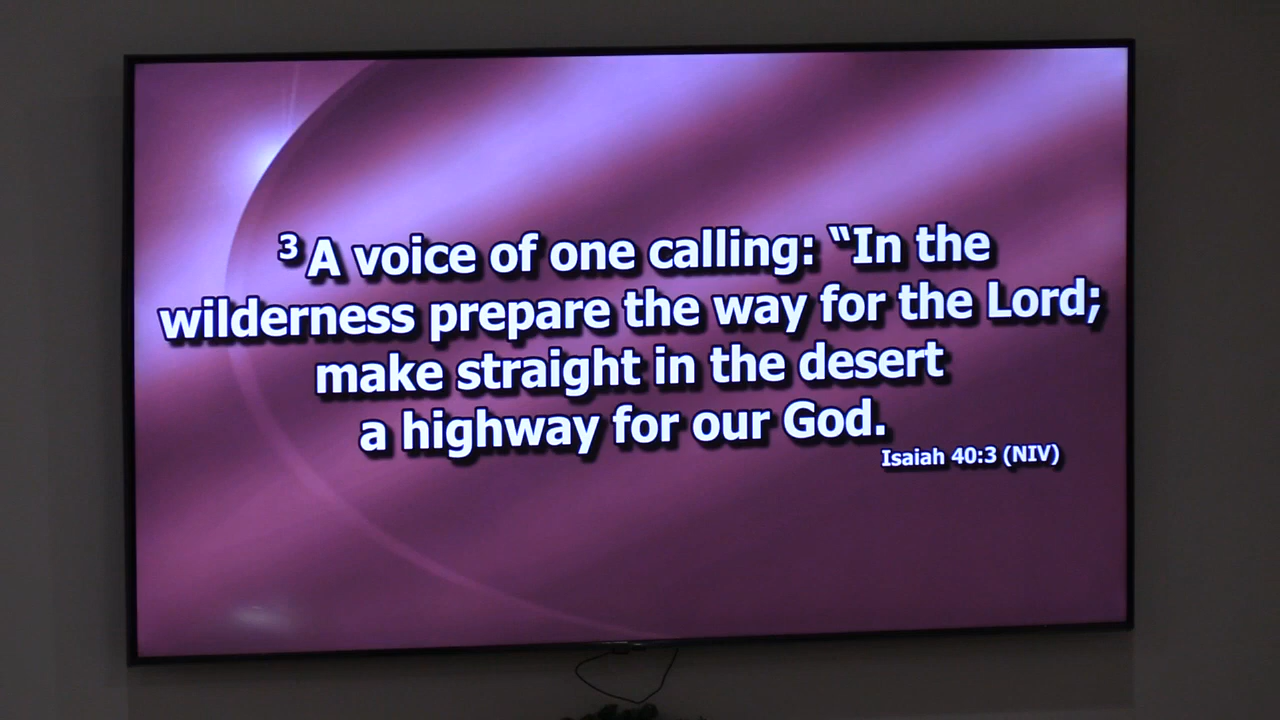 3 A voice of one calling: “In the
wilderness prepare the way for the Lord;
make straight in the desert
a highway for our God.
Isaiah 40:3 (NIV)